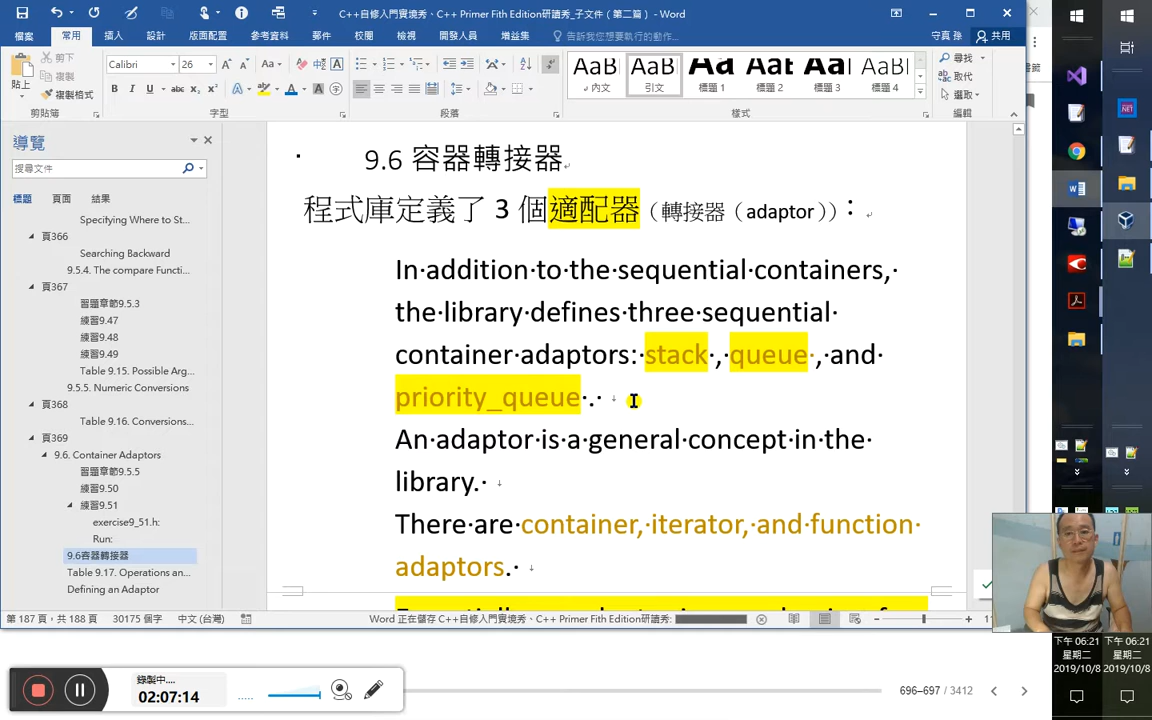 C++自修入門實境秀、C++ Primer Fith Edition研讀秀_子文件（第二篇） - Word
檔案 常用 插入 設計 版面配置 參考資料 郵件 校閱 檢視 開發人員 增益集 告訴我您想要執行的動作... 守真 孫 共用
貼上 剪下 複製 複製格式 剪貼簿
Calibri 26 字型
段落
AaB 內文 AaB 引文 Aa 標題 1 Aat 標題 2 Aal 標題 3 AaBl 標題 4 樣式
尋找 取代 選取 編輯
導覽
搜尋文件
標題 頁面 結果
Specifying Where to St...
頁366
Searching Backward
9.5.4. The compare Functi...
頁367
習題章節9.5.3
練習9.47
練習9.48
練習9.49
Table 9.15. Possible Arg...
9.5.5. Numeric Conversions
頁368
Table 9.16. Conversions...
頁369
9.6. Container Adaptors
習題章節9.5.5
練習9.50
練習9.51
exercise9_51.h:
Run:
9.6容器轉接器
Table 9.17. Operations an...
Defining an Adaptor
9.6 容器轉接器
程式庫定義了 3 個適配器（轉接器（adaptor））：
In addition to the sequential containers,
the library defines three sequential
container adaptors: stack , queue , and
priority_queue .
An adaptor is a general concept in the
library.
There are container, iterator, and function
adaptors.
第 187 頁，共 188 頁 30175 個字 中文 (台灣) Word 正在儲存 C++自修入門實境秀、C++ Primer Fith Edition研讀秀:
錄製中....
02:07:14
696–697 / 3412
下午 06:21 下午 06:21
星期二 星期二
2019/10/8 2019/10/8